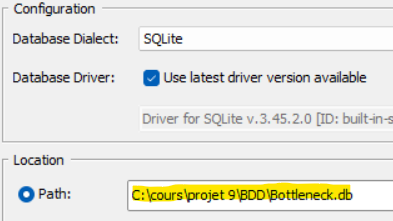 Configuration
Database Dialect: SQLite
Database Driver: Use latest driver version available
Driver for SQLite v.3.45.2.0 [ID: built-in-s
Location
Path: C:\cours\projet 9\BDD\Bottleneck.db